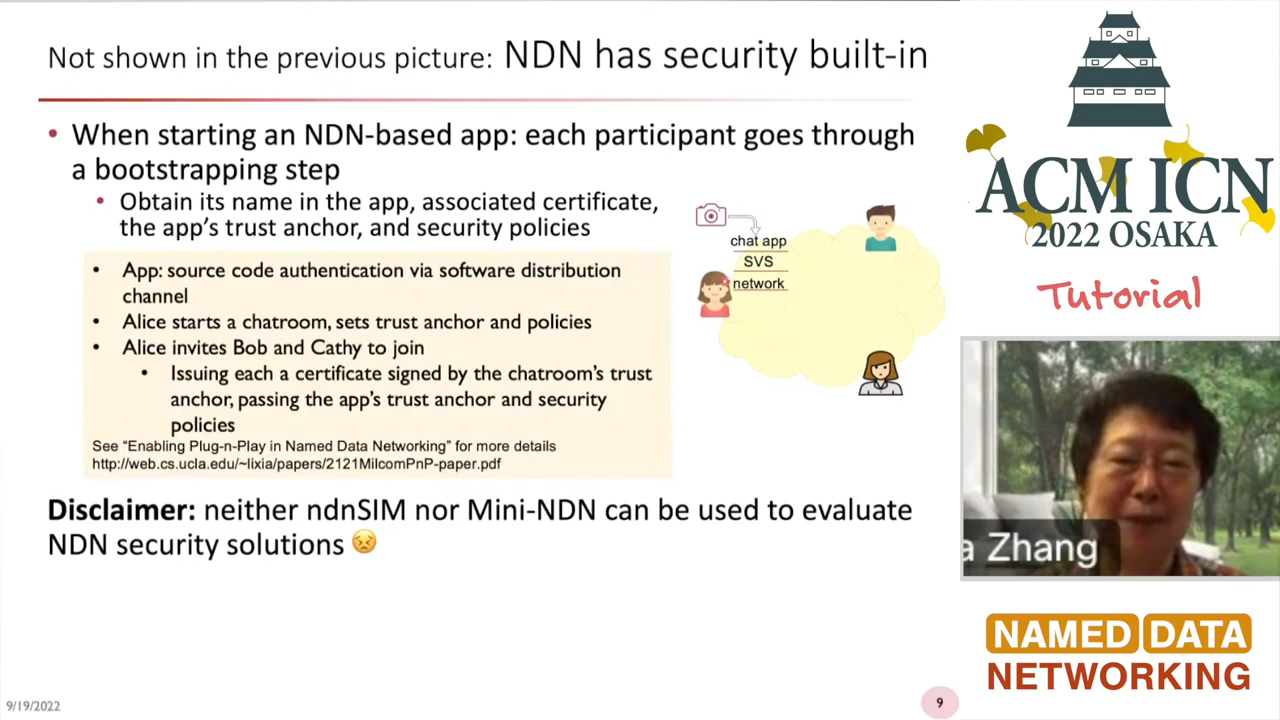 Not shown in the previous picture: NDN has security built-in
• When starting an NDN-based app: each participant goes through
a bootstrapping step
• Obtain its name in the app, associated certificate,
the app's trust anchor, and security policies
• App: source code authentication via software distribution
channel
• Alice starts a chatroom, sets trust anchor and policies
• Alice invites Bob and Cathy to join
• Issuing each a certificate signed by the chatroom's trust
anchor, passing the app's trust anchor and security
policies
See "Enabling Plug-n-Play in Named Data Networking" for more details
http://web.cs.ucla.edu/~lixia/papers/2121MilcomPnP-paper.pdf
chat app
SVS
network
Disclaimer: neither ndnSIM nor Mini-NDN can be used to evaluate
NDN security solutions 😣
9/19/2022
9
ACM ICN
2022 OSAKA
Tutorial
a Zhang
NAMED DATA
NETWORKING